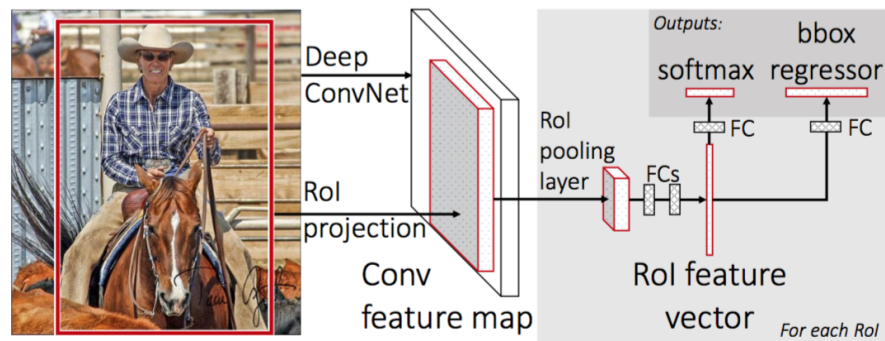 Deep
ConvNet
RoI
projection
Conv
feature map
RoI
pooling
layer
FCs
RoI feature
vector
Outputs:
softmax
bbox
regressor
FC
FC
For each RoI